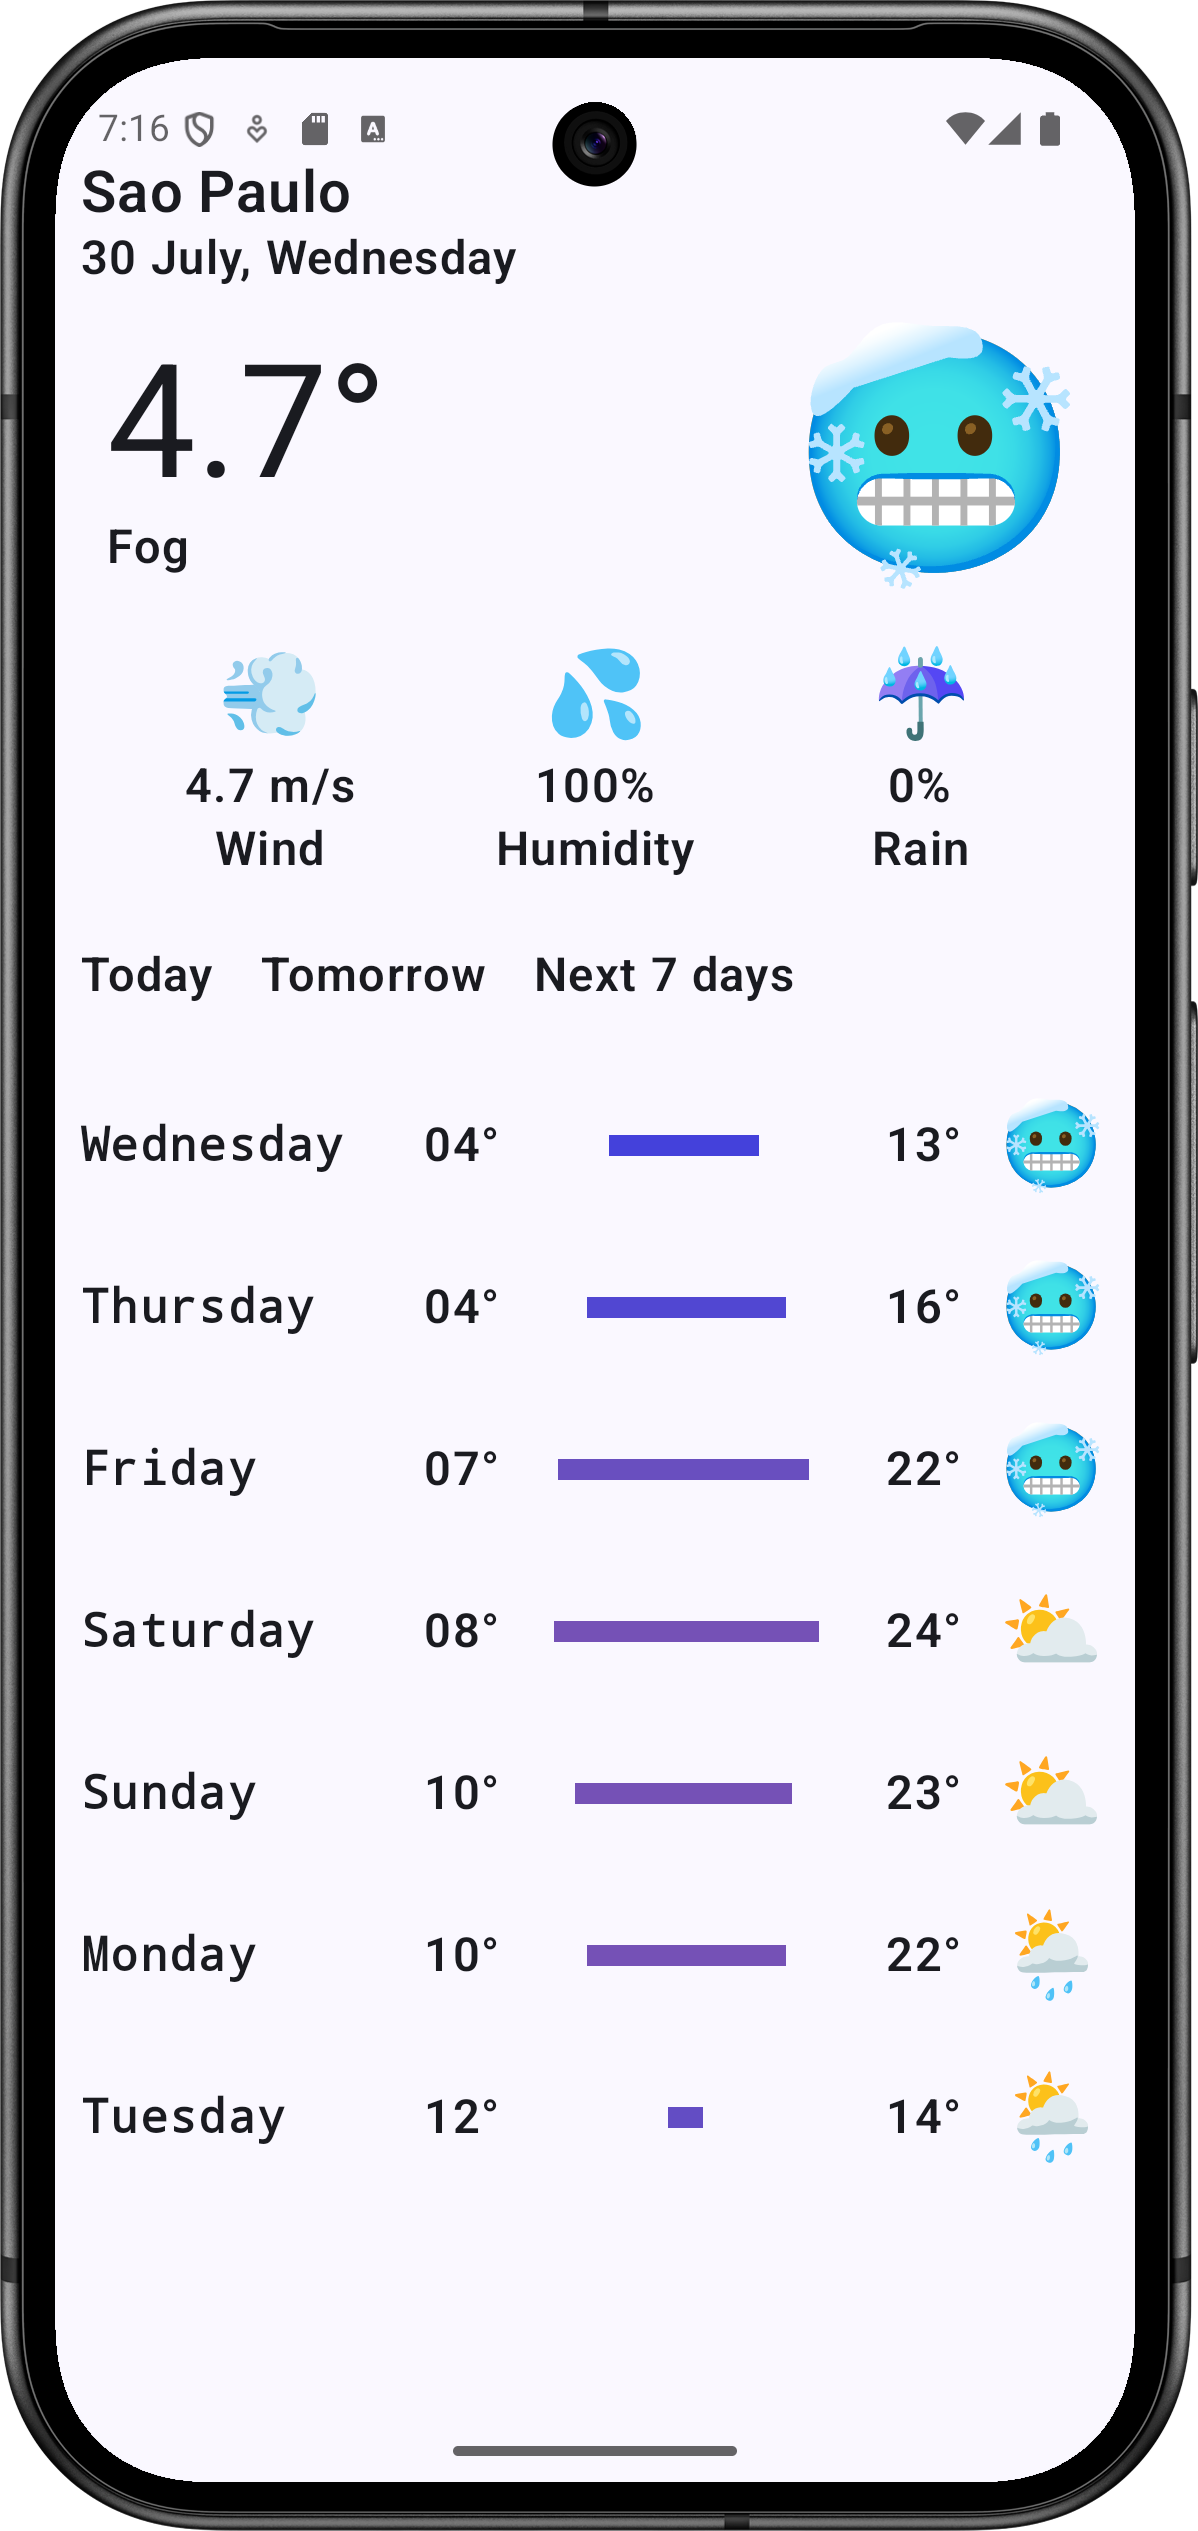 7:16
Sao Paulo
30 July, Wednesday
4.7°
Fog
4.7 m/s 100% 0%
Wind Humidity Rain
Today Tomorrow Next 7 days
Wednesday 04° 13°
Thursday 04° 16°
Friday 07° 22°
Saturday 08° 24°
Sunday 10° 23°
Monday 10° 22°
Tuesday 12° 14°